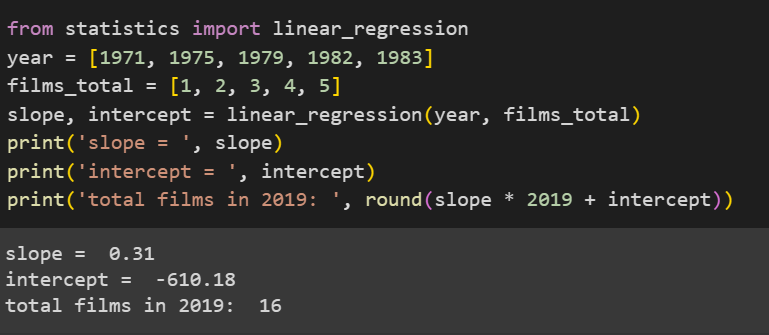 from statistics import linear_regression
year = [1971, 1975, 1979, 1982, 1983]
films_total = [1, 2, 3, 4, 5]
slope, intercept = linear_regression(year, films_total)
print('slope = ', slope)
print('intercept = ', intercept)
print('total films in 2019: ', round(slope * 2019 + intercept))
slope =  0.31
intercept =  -610.18
total films in 2019:  16